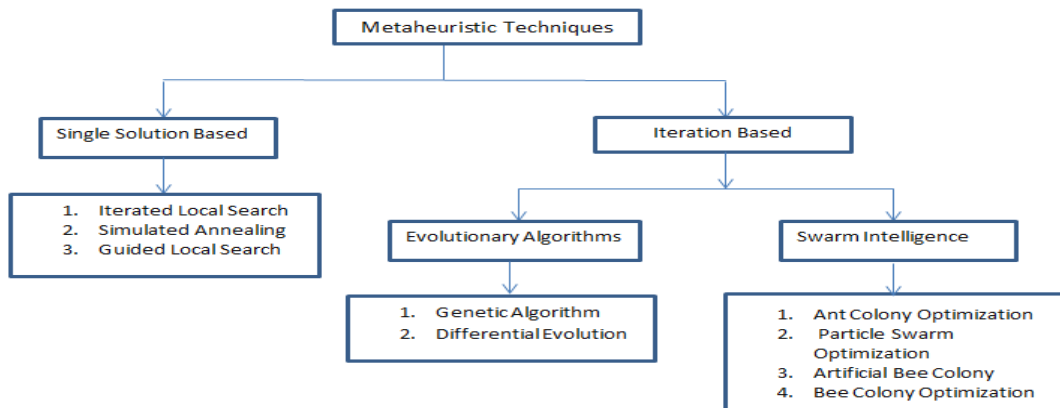 Metaheuristic Techniques
Single Solution Based
Iteration Based
1. Iterated Local Search
2. Simulated Annealing
3. Guided Local Search
Evolutionary Algorithms
Swarm Intelligence
1. Genetic Algorithm
2. Differential Evolution
1. Ant Colony Optimization
2. Particle Swarm
Optimization
3. Artificial Bee Colony
4. Bee Colony Optimization